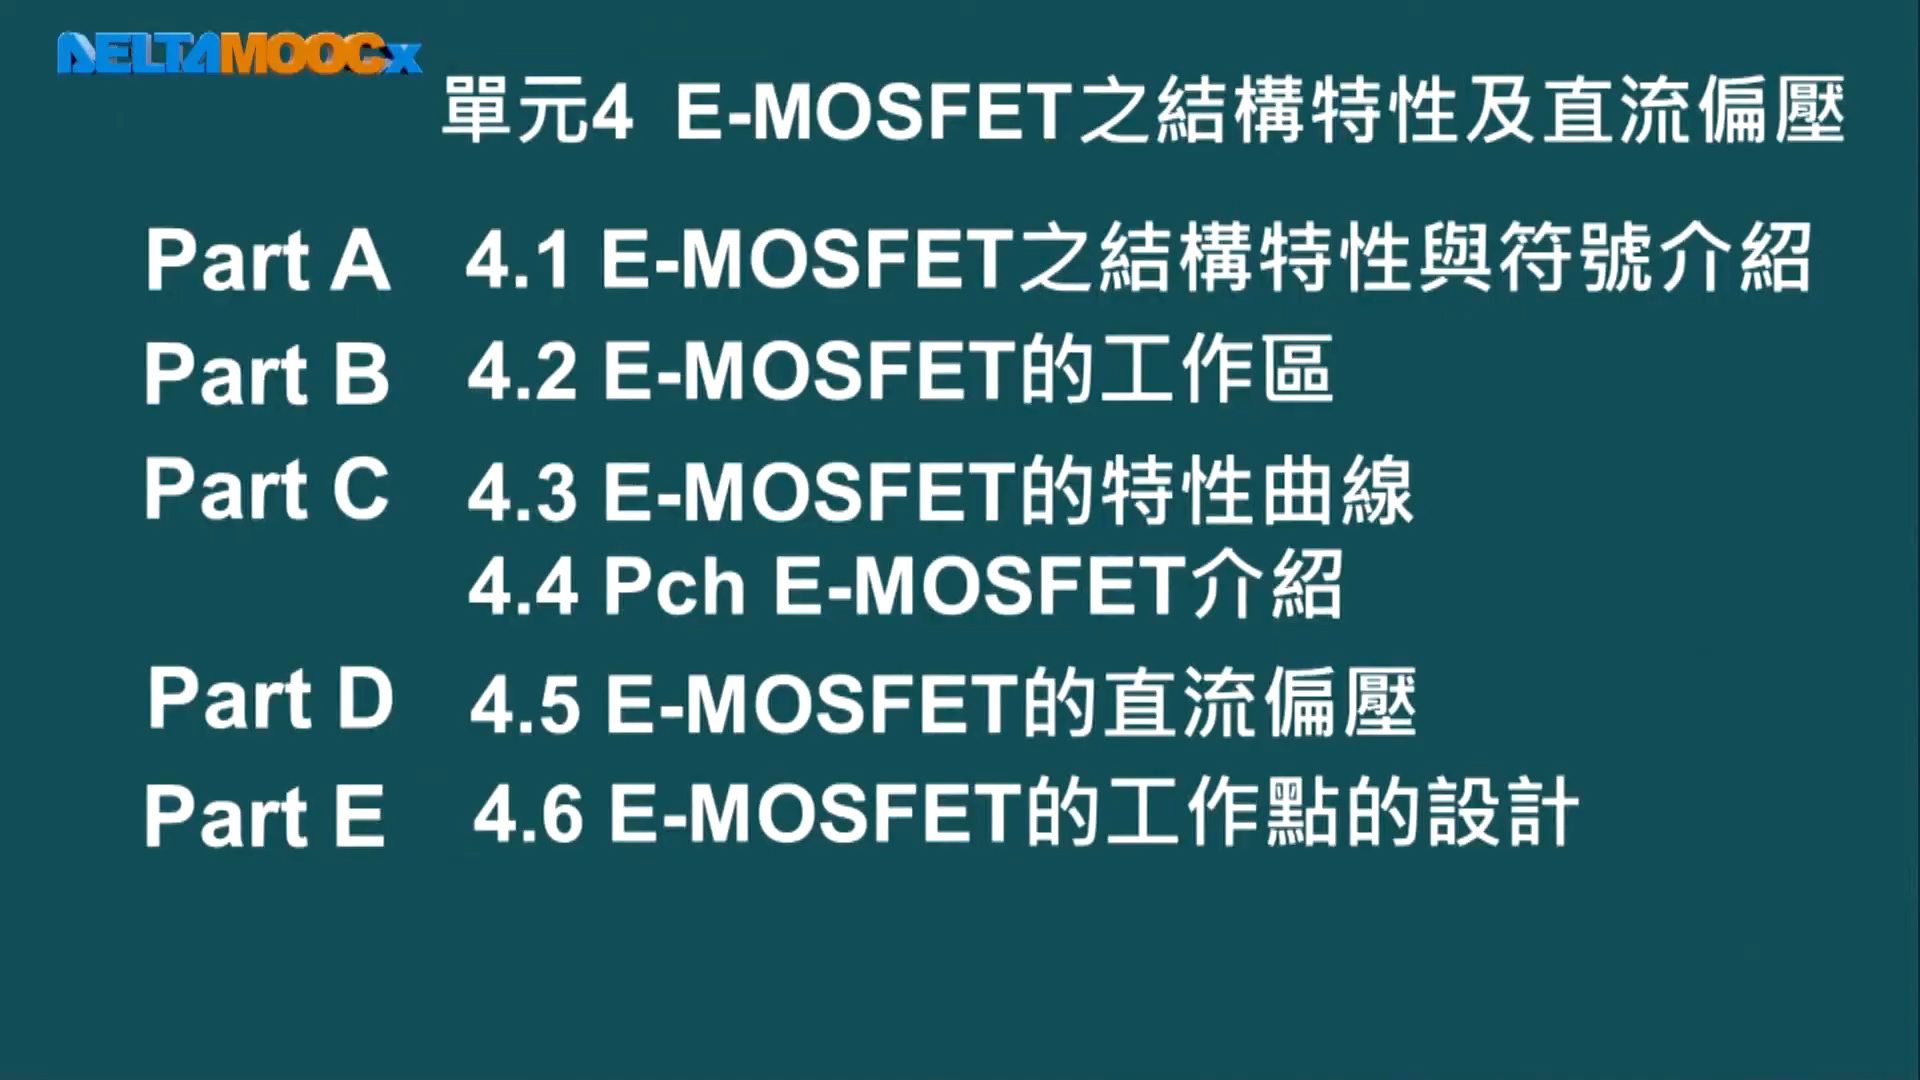 DELTAMOOCx
單元4 E-MOSFET之結構特性及直流偏壓
Part A 4.1 E-MOSFET之結構特性與符號介紹
Part B 4.2 E-MOSFET的工作區
Part C 4.3 E-MOSFET的特性曲線
4.4 Pch E-MOSFET介紹
Part D 4.5 E-MOSFET的直流偏壓
Part E 4.6 E-MOSFET的工作點的設計